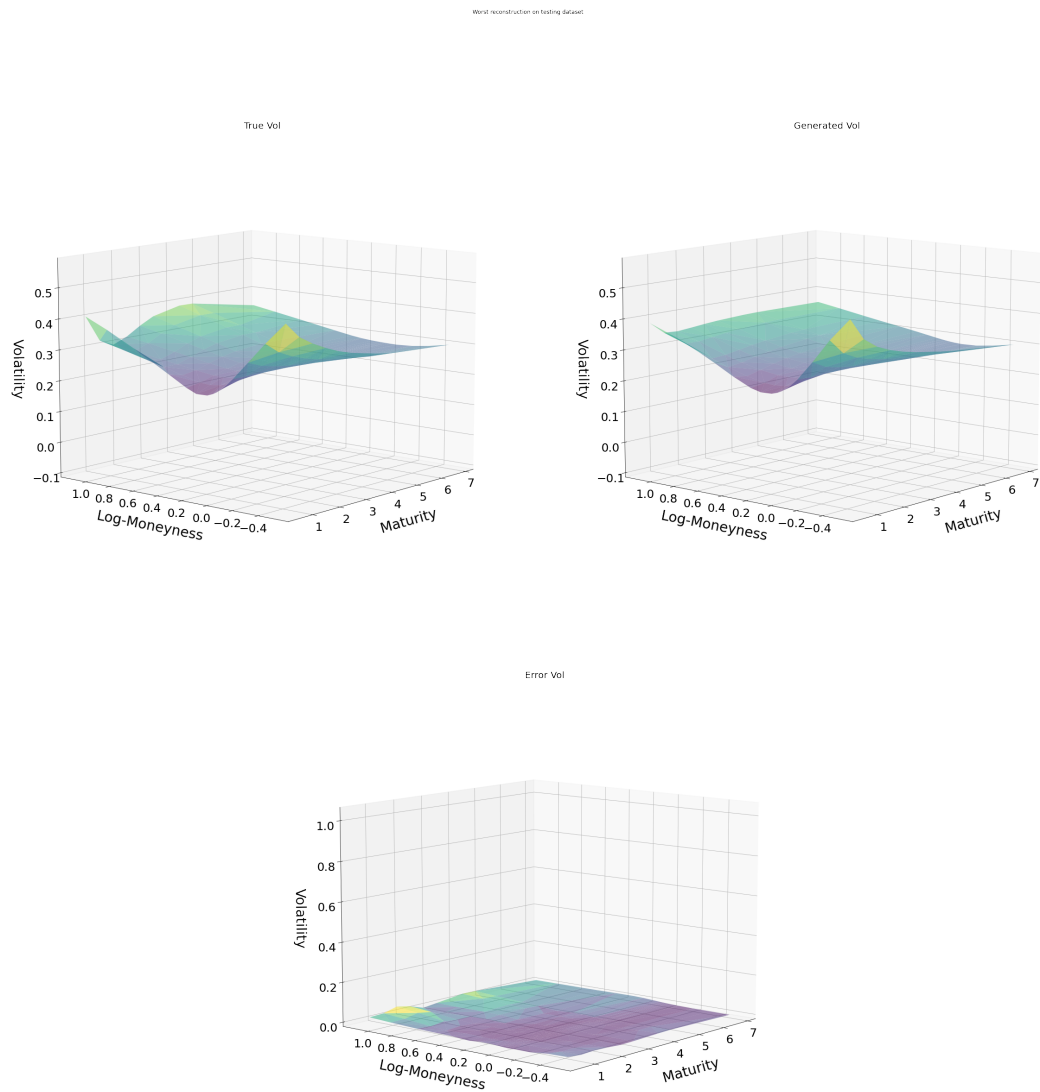 Worst reconstruction on testing dataset
True Vol
Generated Vol
0.5
0.4
0.3
0.2
0.1
0.0
−0.1
Volatility
1.0 0.8 0.6 0.4 0.2 0.0 −0.2 −0.4
Log-Moneyness
1 2 3 4 5 6 7
Maturity
0.5
0.4
0.3
0.2
0.1
0.0
−0.1
Volatility
1.0 0.8 0.6 0.4 0.2 0.0 −0.2 −0.4
Log-Moneyness
1 2 3 4 5 6 7
Maturity
Error Vol
1.0
0.8
0.6
0.4
0.2
0.0
Volatility
1.0 0.8 0.6 0.4 0.2 0.0 −0.2 −0.4
Log-Moneyness
1 2 3 4 5 6 7
Maturity